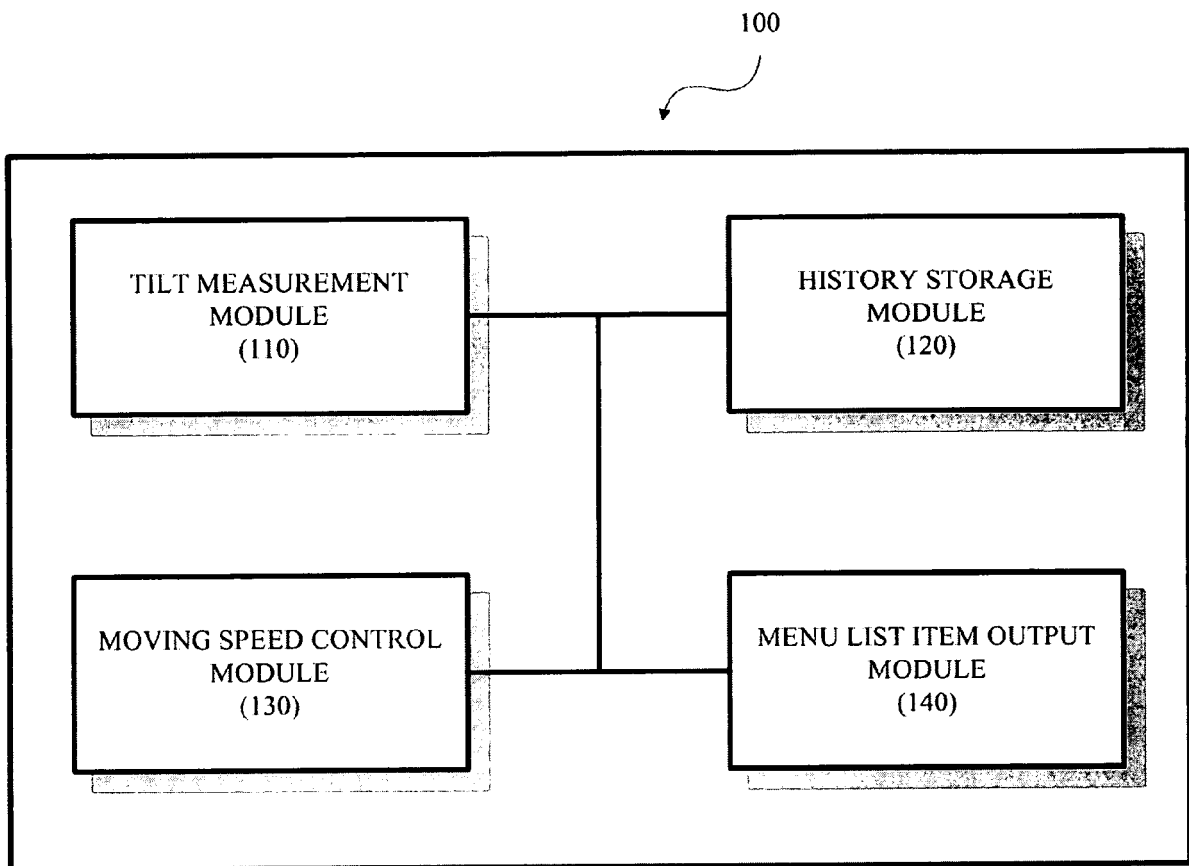 100
TILT MEASUREMENT
MODULE
(110)
HISTORY STORAGE
MODULE
(120)
MOVING SPEED CONTROL
MODULE
(130)
MENU LIST ITEM OUTPUT
MODULE
(140)